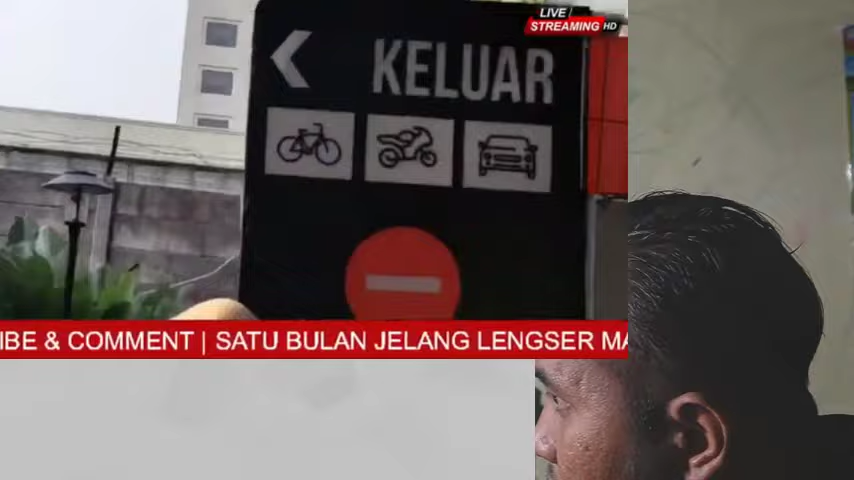 LIVE
STREAMING HD
KELUAR
IBE & COMMENT | SATU BULAN JELANG LENGSER MA